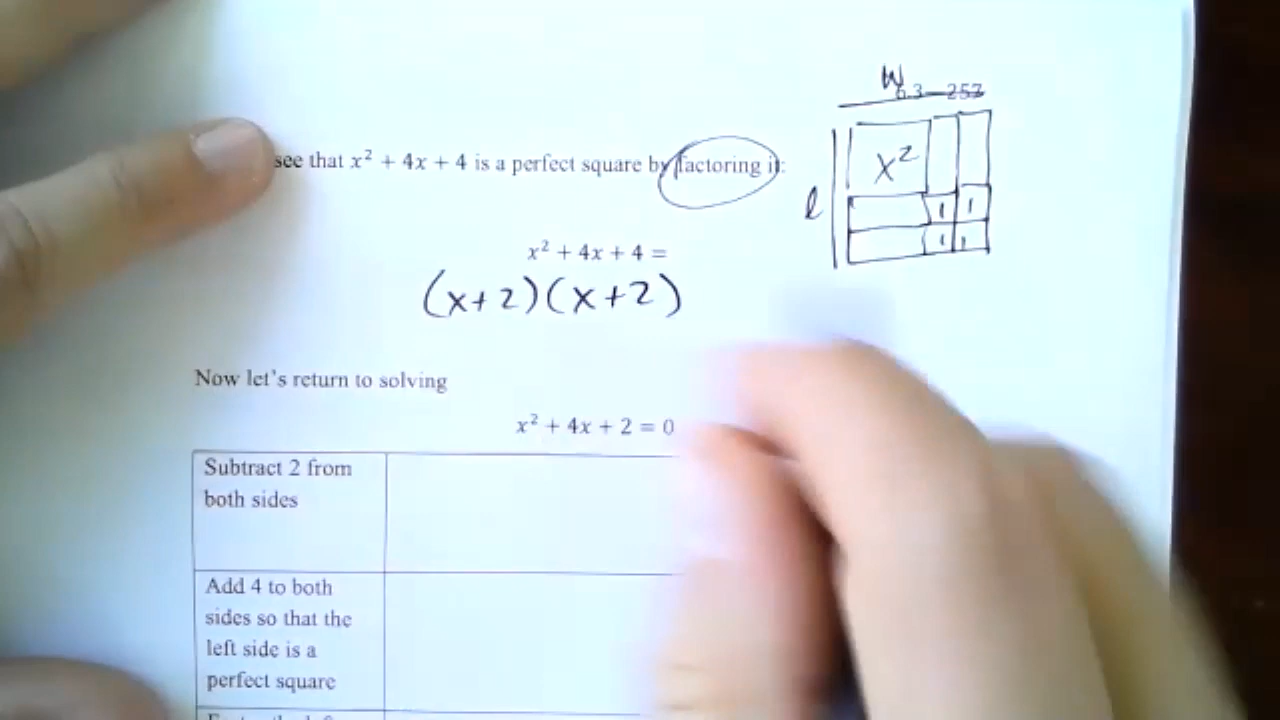 W
6.3—253
see that x² + 4x + 4 is a perfect square by factoring it:
x²
l
1 1
1 1
x² + 4x + 4 =
(x+2)(x+2)
Now let's return to solving
x² + 4x + 2 = 0
Subtract 2 from
both sides
Add 4 to both
sides so that the
left side is a
perfect square